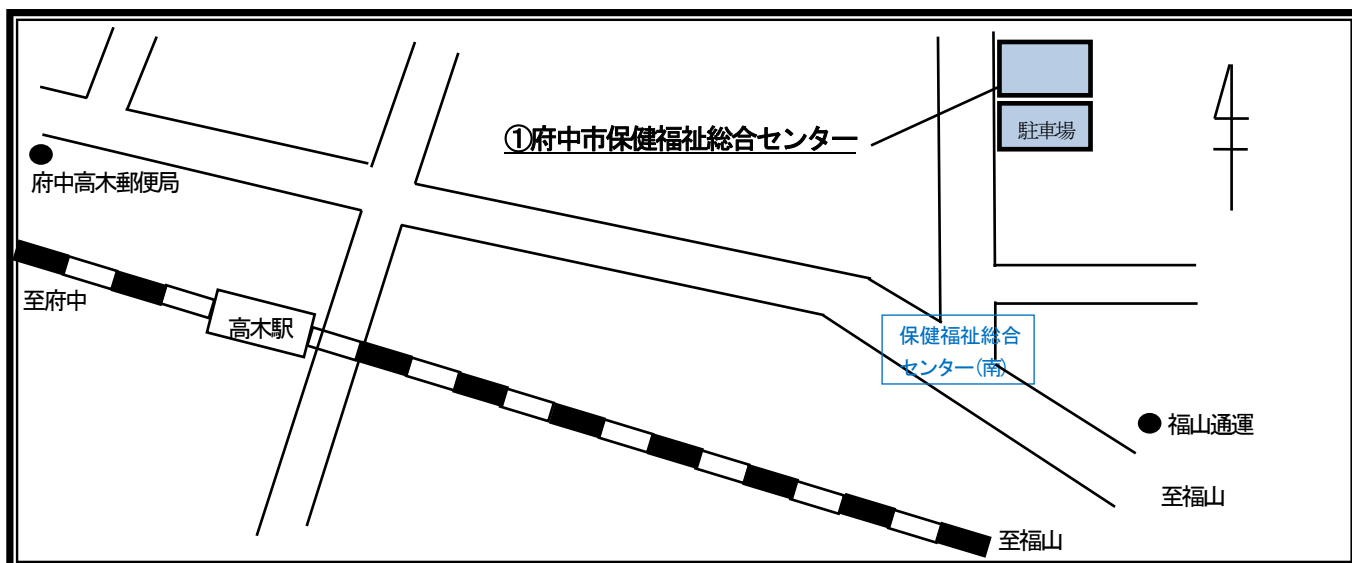 ①府中市保健福祉総合センター
駐車場
府中高木郵便局
至府中
高木駅
保健福祉総合
センター(南)
福山通運
至福山
至福山